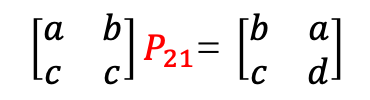 [a b; c c] P₂₁ = [b a; c d]